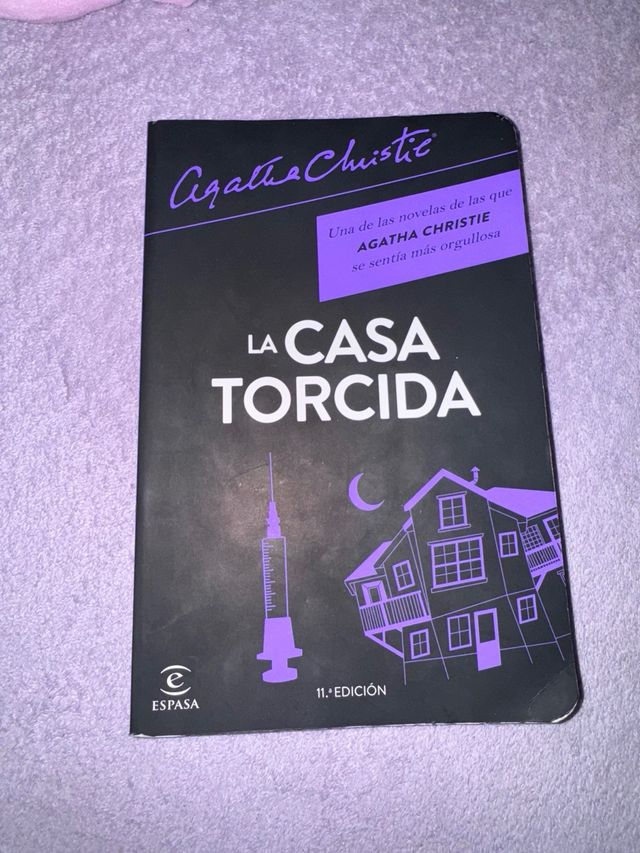 Agatha Christie®
Una de las novelas de las que
AGATHA CHRISTIE
se sentía más orgullosa
LA CASA
TORCIDA
11.ª EDICIÓN
e
ESPASA